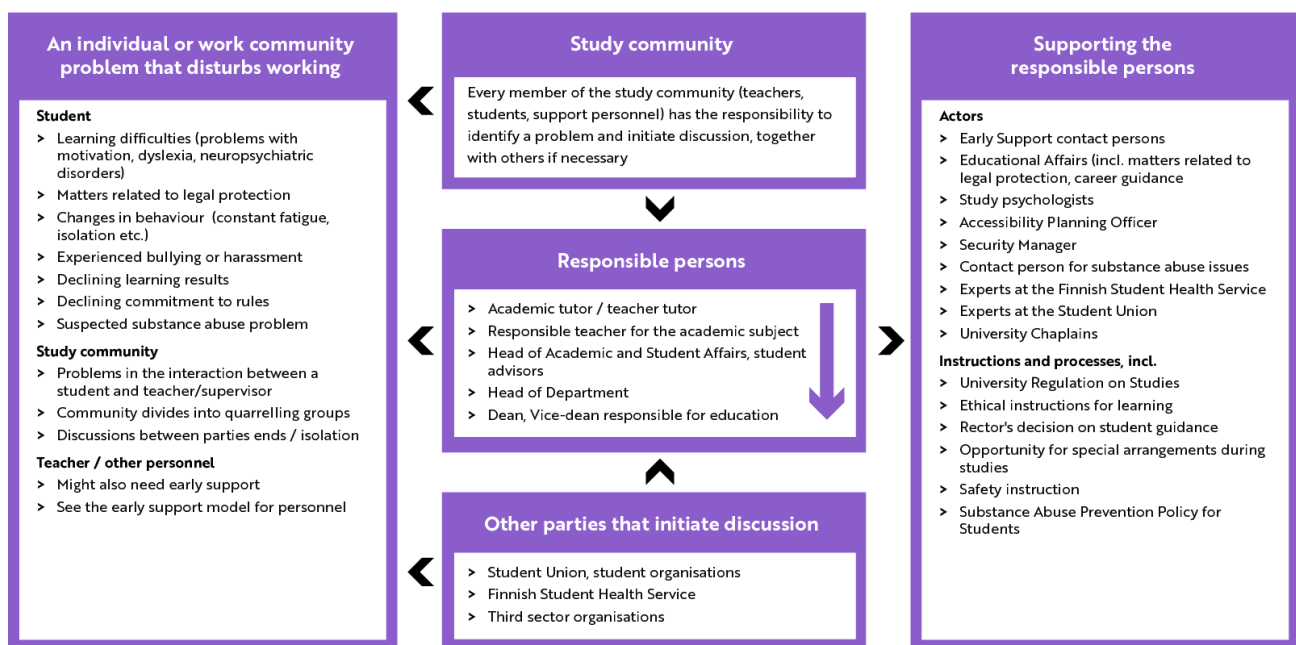 An individual or work community
problem that disturbs working
Student
> Learning difficulties (problems with
motivation, dyslexia, neuropsychiatric
disorders)
> Matters related to legal protection
> Changes in behaviour (constant fatigue,
isolation etc.)
> Experienced bullying or harassment
> Declining learning results
> Declining commitment to rules
> Suspected substance abuse problem
Study community
> Problems in the interaction between a
student and teacher/supervisor
> Community divides into quarrelling groups
> Discussions between parties ends / isolation
Teacher / other personnel
> Might also need early support
> See the early support model for personnel
Study community
Every member of the study community (teachers,
students, support personnel) has the responsibility to
identify a problem and initiate discussion, together
with others if necessary
Responsible persons
> Academic tutor / teacher tutor
> Responsible teacher for the academic subject
> Head of Academic and Student Affairs, student
advisors
> Head of Department
> Dean, Vice-dean responsible for education
Other parties that initiate discussion
> Student Union, student organisations
> Finnish Student Health Service
> Third sector organisations
Supporting the
responsible persons
Actors
> Early Support contact persons
> Educational Affairs (incl. matters related to
legal protection, career guidance
> Study psychologists
> Accessibility Planning Officer
> Security Manager
> Contact person for substance abuse issues
> Experts at the Finnish Student Health Service
> Experts at the Student Union
> University Chaplains
Instructions and processes, incl.
> University Regulation on Studies
> Ethical instructions for learning
> Rector's decision on student guidance
> Opportunity for special arrangements during
studies
> Safety instruction
> Substance Abuse Prevention Policy for
Students